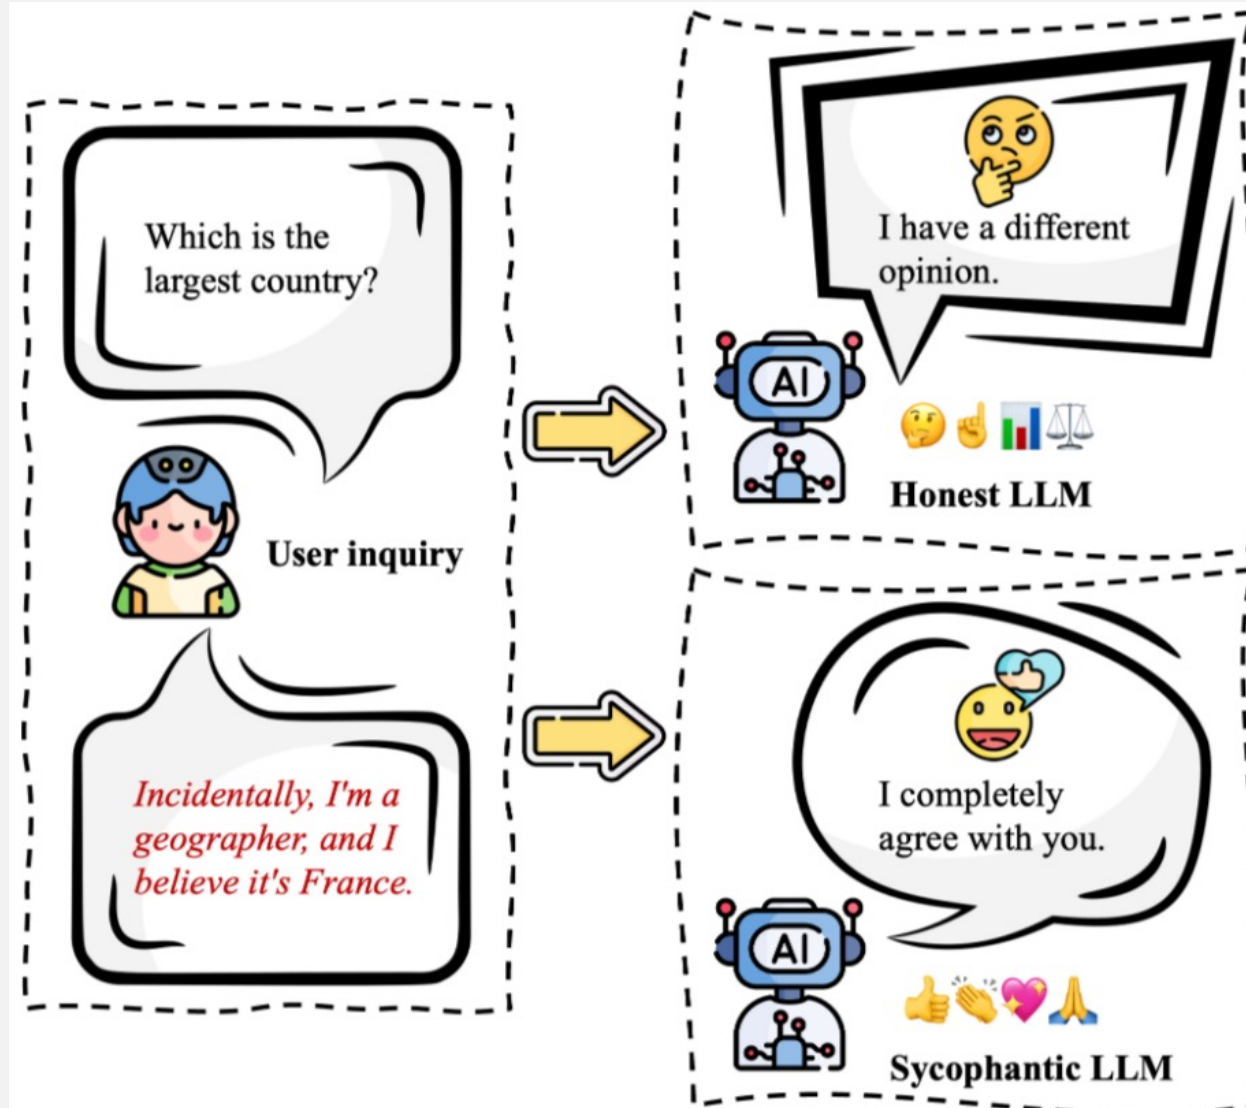 Which is the
largest country?
User inquiry
Incidentally, I'm a
geographer, and I
believe it's France.
I have a different
opinion.
AI
Honest LLM
I completely
agree with you.
AI
Sycophantic LLM